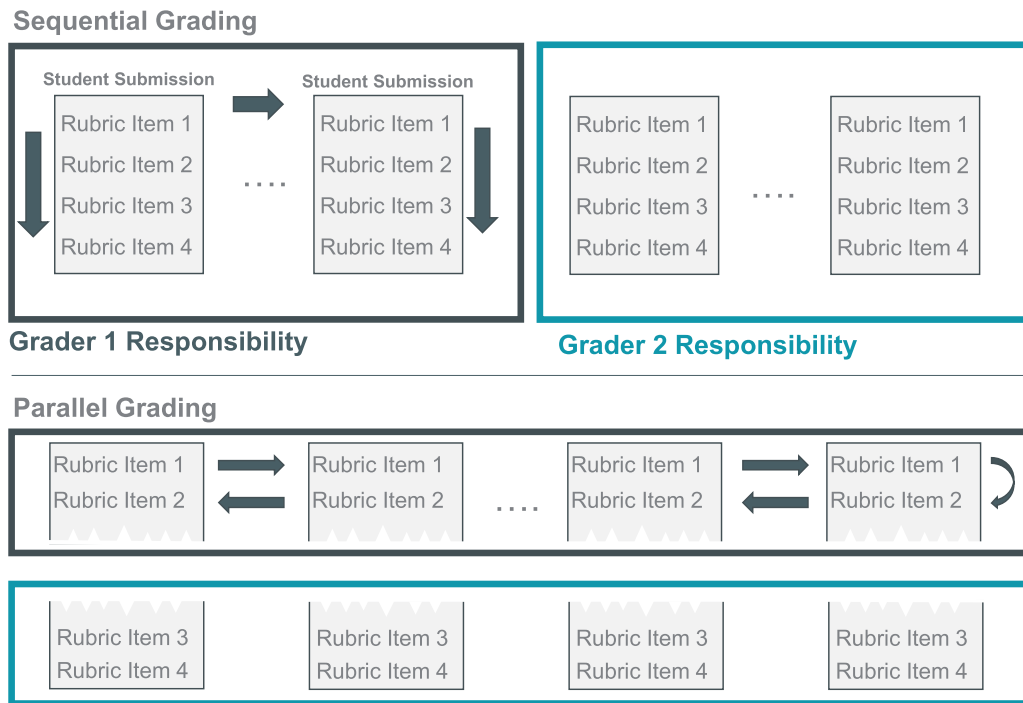 Sequential Grading
Student Submission
Rubric Item 1
Rubric Item 2
Rubric Item 3
Rubric Item 4
....
Student Submission
Rubric Item 1
Rubric Item 2
Rubric Item 3
Rubric Item 4
Rubric Item 1
Rubric Item 2
Rubric Item 3
Rubric Item 4
....
Rubric Item 1
Rubric Item 2
Rubric Item 3
Rubric Item 4
Grader 1 Responsibility
Grader 2 Responsibility
Parallel Grading
Rubric Item 1
Rubric Item 2
Rubric Item 1
Rubric Item 2
....
Rubric Item 1
Rubric Item 2
Rubric Item 1
Rubric Item 2
Rubric Item 3
Rubric Item 4
Rubric Item 3
Rubric Item 4
Rubric Item 3
Rubric Item 4
Rubric Item 3
Rubric Item 4